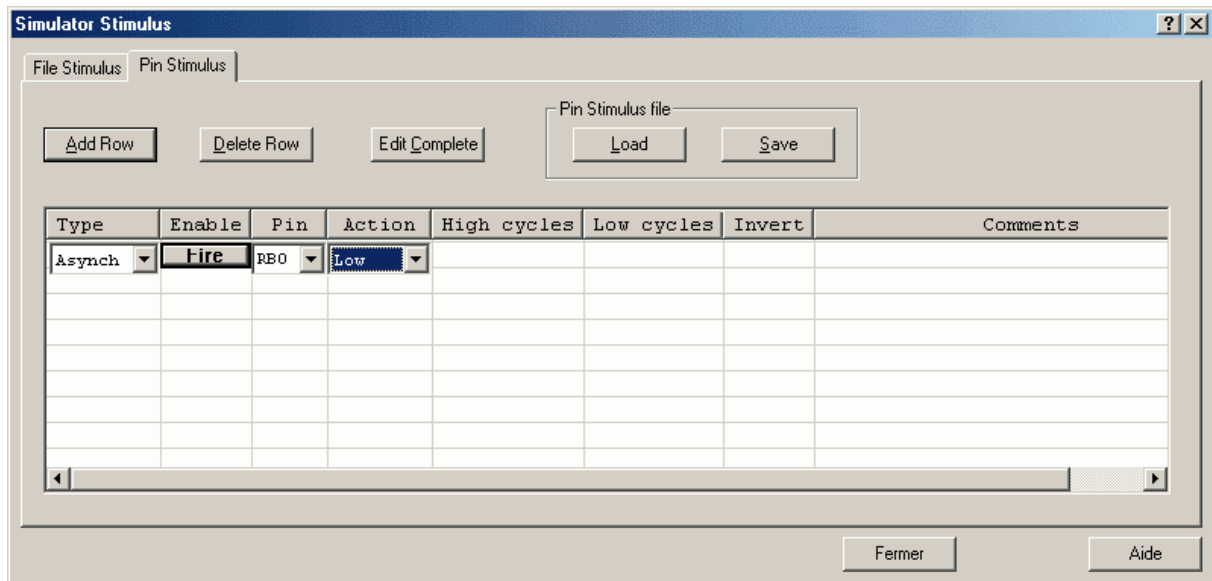 Simulator Stimulus
File Stimulus Pin Stimulus
Pin Stimulus file
Add Row Delete Row Edit Complete Load Save
Type Enable Pin Action High cycles Low cycles Invert Comments
Asynch Fire RB0 Low
Fermer Aide